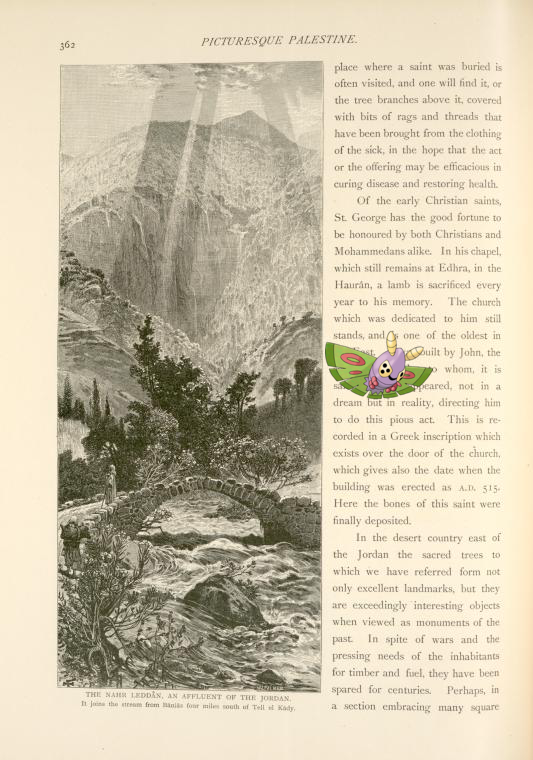 362
PICTURESQUE PALESTINE.
THE NAHR LEDDÂN, AN AFFLUENT OF THE JORDAN.
It joins the stream from Bâniâs four miles south of Tell el Kâdy.
place where a saint was buried is
often visited, and one will find it, or
the tree branches above it, covered
with bits of rags and threads that
have been brought from the clothing
of the sick, in the hope that the act
or the offering may be efficacious in
curing disease and restoring health.
Of the early Christian saints,
St. George has the good fortune to
be honoured by both Christians and
Mohammedans alike. In his chapel,
which still remains at Edhra, in the
Haurân, a lamb is sacrificed every
year to his memory. The church
which was dedicated to him still
stands, and one of the oldest in
built by John, the
whom, it is
not in a
dream but in reality, directing him
to do this pious act. This is re-
corded in a Greek inscription which
exists over the door of the church,
which gives also the date when the
building was erected as A.D. 515.
Here the bones of this saint were
finally deposited.
In the desert country east of
the Jordan the sacred trees to
which we have referred form not
only excellent landmarks, but they
are exceedingly interesting objects
when viewed as monuments of the
past. In spite of wars and the
pressing needs of the inhabitants
for timber and fuel, they have been
spared for centuries. Perhaps, in
a section embracing many square